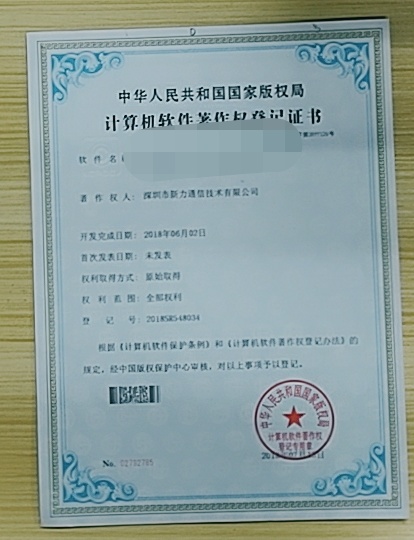 中华人民共和国国家版权局
计算机软件著作权登记证书
软件名
著作权人： 深圳市新力通信技术有限公司
开发完成日期： 2018年06月02日
首次发表日期： 未发表
权利取得方式： 原始取得
权利范围： 全部权利
登记号： 2018SR548034
根据《计算机软件保护条例》和《计算机软件著作权登记办法》的
规定，经中国版权保护中心审核，对以上事项予以登记。
中华人民共和国国家版权局
计算机软件著作权
登记专用章
No. 02792785